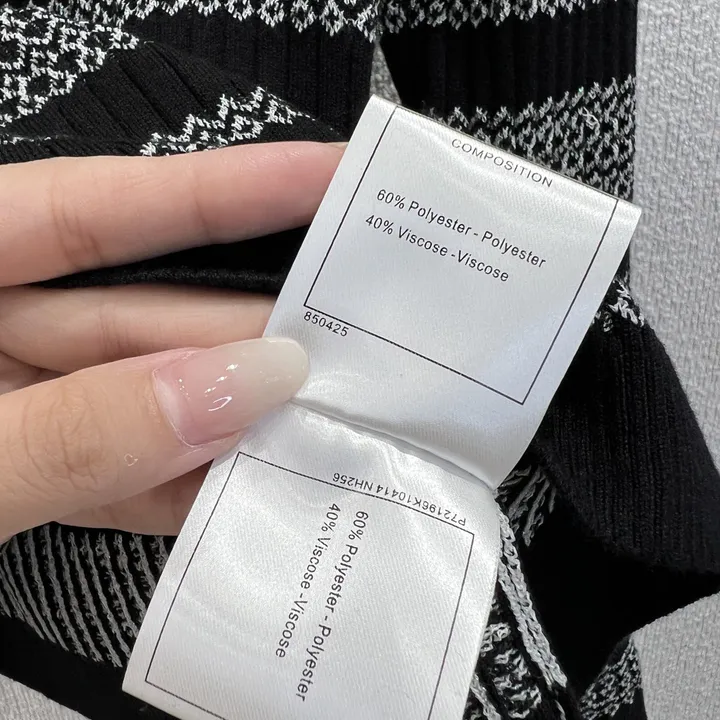 COMPOSITION
60% Polyester - Polyester
40% Viscose -Viscose
850425
P72196K10414 NH256
60% Polyester - Polyester
40% Viscose -Viscose